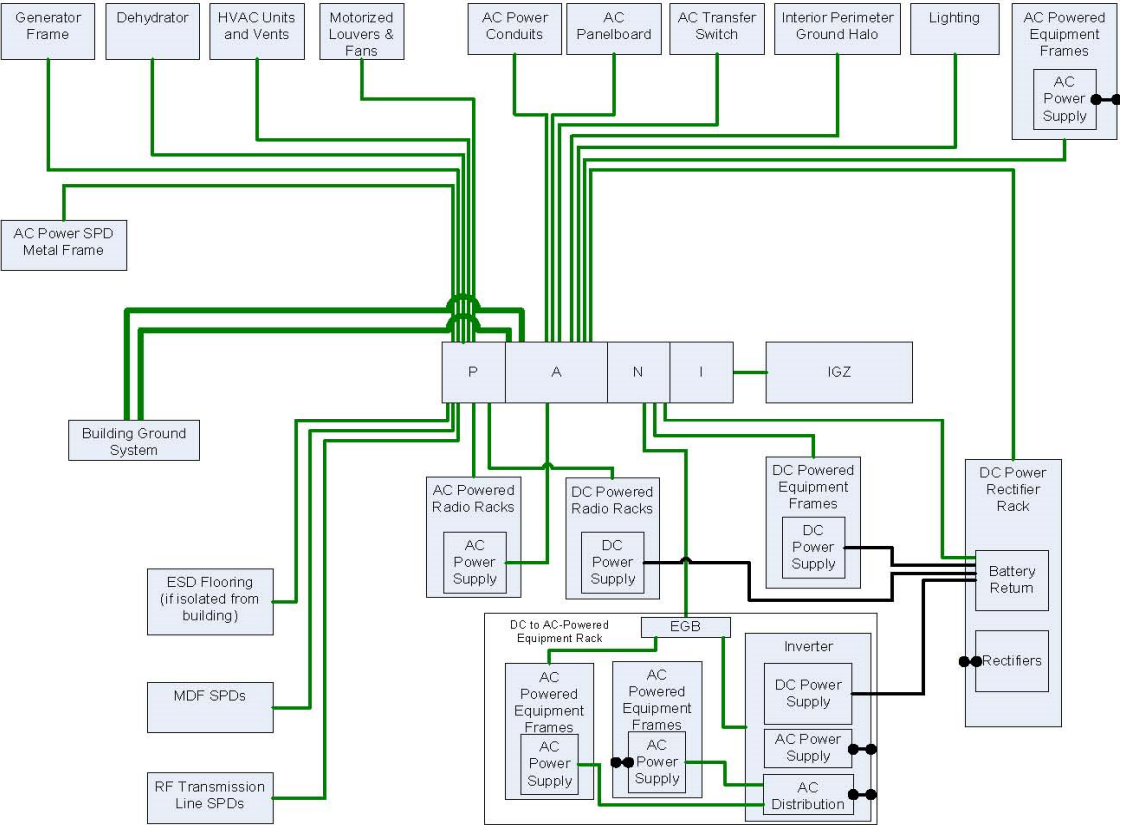 Generator
Frame
Dehydrator
HVAC Units
and Vents
Motorized
Louvers &
Fans
AC Power
Conduits
AC
Panelboard
AC Transfer
Switch
Interior Perimeter
Ground Halo
Lighting
AC Powered
Equipment
Frames
AC
Power
Supply
AC Power SPD
Metal Frame
P
A
N
I
IGZ
Building Ground
System
AC Powered
Radio Racks
AC
Power
Supply
DC Powered
Radio Racks
DC
Power
Supply
DC Powered
Equipment
Frames
DC
Power
Supply
DC Power
Rectifier
Rack
Battery
Return
Rectifiers
ESD Flooring
(if isolated from
building)
MDF SPDs
RF Transmission
Line SPDs
DC to AC-Powered
Equipment Rack
EGB
AC
Powered
Equipment
Frames
AC
Power
Supply
AC
Powered
Equipment
Frames
AC
Power
Supply
Inverter
DC Power
Supply
AC Power
Supply
AC
Distribution